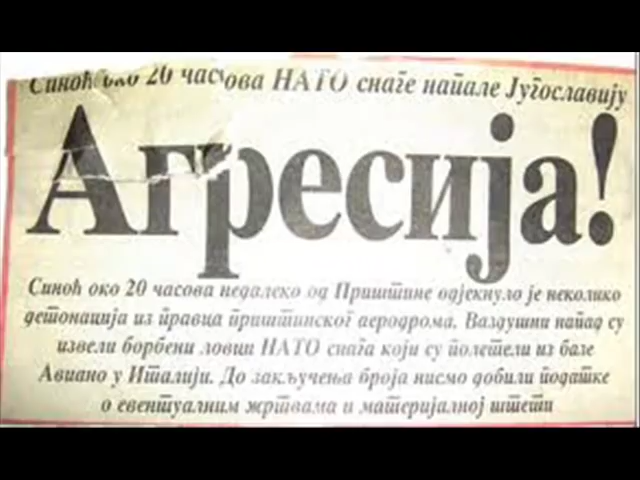 Синоћ око 20 часова НАТО снаге напале Југославију
Агресија!
Синоћ око 20 часова недалеко од Приштине одјекнуло је неколико
детонација из правца приштинског аеродрома. Ваздушни напад су
извели борбени ловци НАТО снага који су полетели из базе
Авиано у Италији. До закључења броја нисмо добили податке
о евентуалним жртвама и материјалној штети